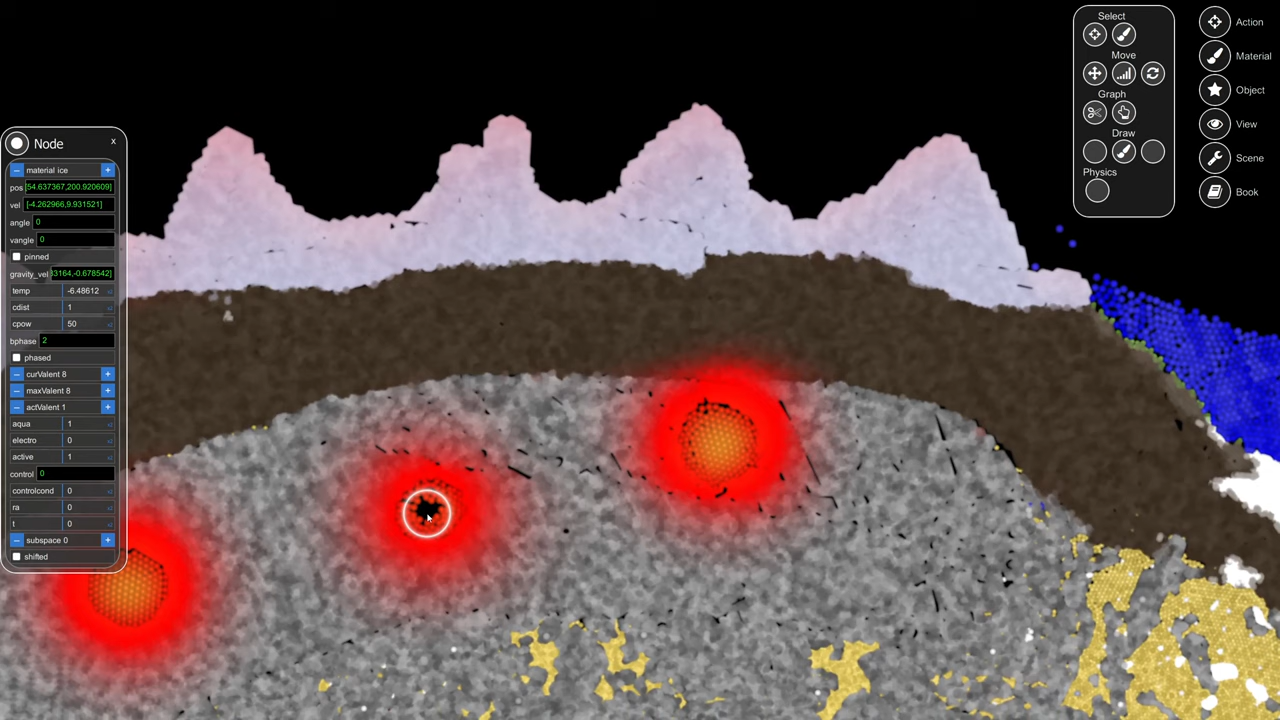 Node
x
material ice
pos [54.637367,200.920609]
vel [-4.262966,9.931521]
angle 0
vangle 0
pinned
gravity_vel 33164,-0.678542]
temp -6.48612
cdist 1
cpow 50
bphase 2
phased
curValent 8
maxValent 8
actValent 1
aqua 1
electro 0
active 1
control 0
controlcond 0
ra 0
t 0
subspace 0
shifted
Select
Move
Graph
Draw
Physics
Action
Material
Object
View
Scene
Book